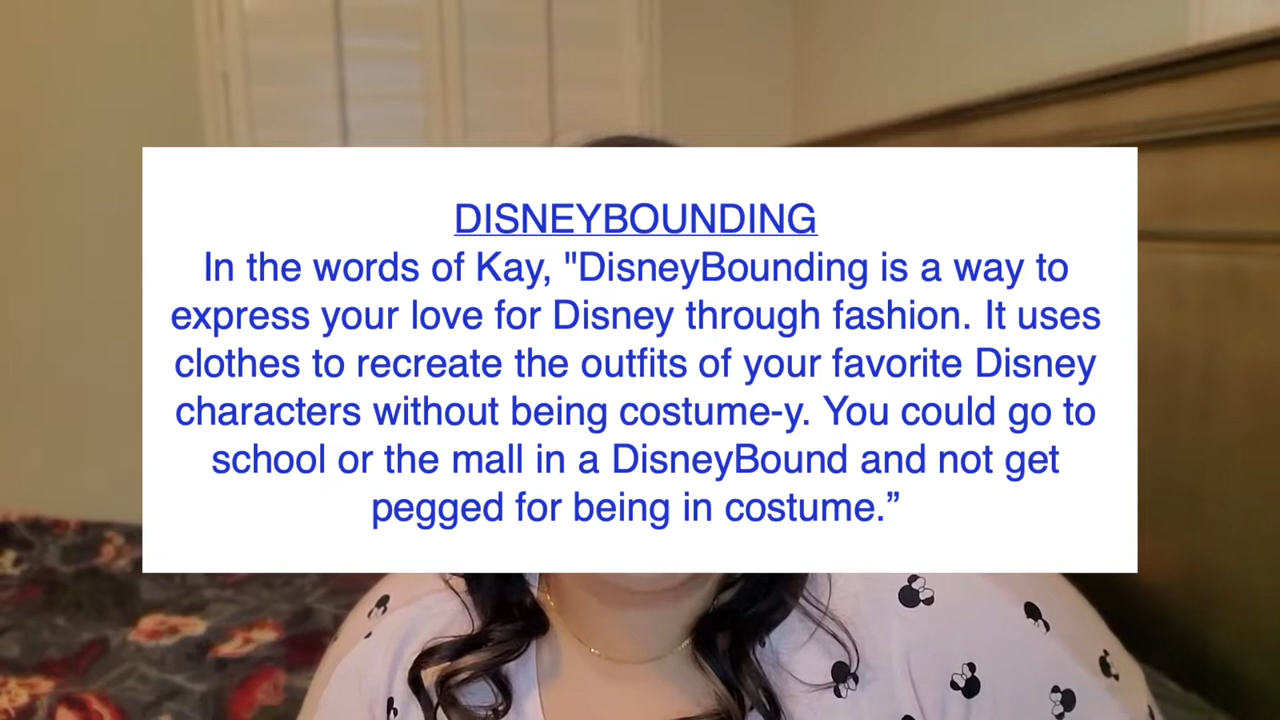 DISNEYBOUNDING
In the words of Kay, "DisneyBounding is a way to
express your love for Disney through fashion. It uses
clothes to recreate the outfits of your favorite Disney
characters without being costume-y. You could go to
school or the mall in a DisneyBound and not get
pegged for being in costume.”